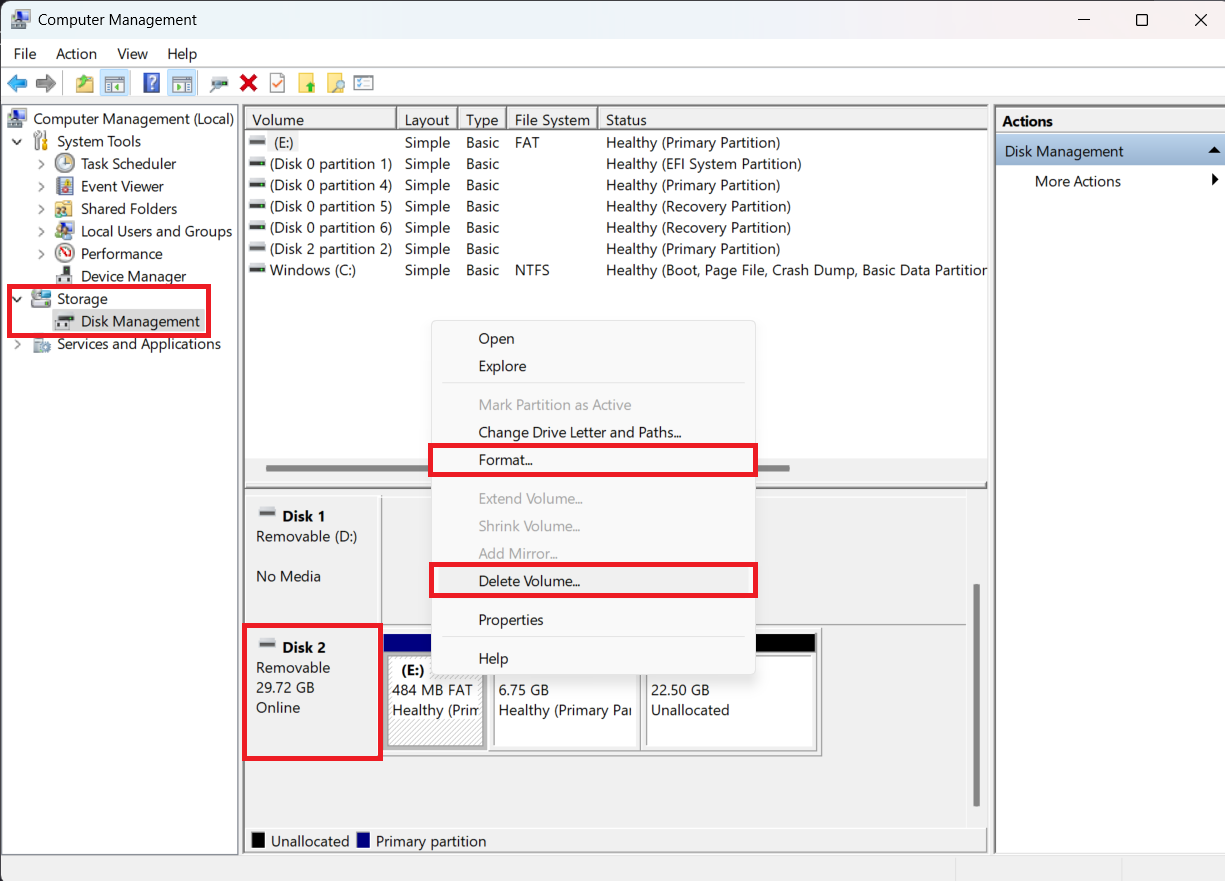 Computer Management
File Action View Help
Computer Management (Local)
System Tools
Task Scheduler
Event Viewer
Shared Folders
Local Users and Groups
Performance
Device Manager
Storage
Disk Management
Services and Applications
Volume Layout Type File System Status
(E:) Simple Basic FAT Healthy (Primary Partition)
(Disk 0 partition 1) Simple Basic Healthy (EFI System Partition)
(Disk 0 partition 4) Simple Basic Healthy (Primary Partition)
(Disk 0 partition 5) Simple Basic Healthy (Recovery Partition)
(Disk 0 partition 6) Simple Basic Healthy (Recovery Partition)
(Disk 2 partition 2) Simple Basic Healthy (Primary Partition)
Windows (C:) Simple Basic NTFS Healthy (Boot, Page File, Crash Dump, Basic Data Partition
Open
Explore
Mark Partition as Active
Change Drive Letter and Paths...
Format...
Extend Volume...
Shrink Volume...
Add Mirror...
Delete Volume...
Properties
Help
Disk 1
Removable (D:)
No Media
Disk 2
Removable
29.72 GB
Online
(E:)
484 MB FAT
Healthy (Prim
6.75 GB
Healthy (Primary Par
22.50 GB
Unallocated
Unallocated Primary partition
Actions
Disk Management
More Actions